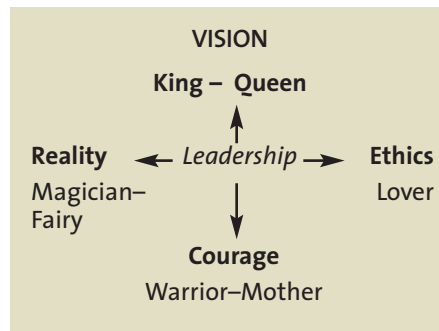 VISION
King – Queen
Reality Leadership Ethics
Magician–
Fairy
Lover
Courage
Warrior–Mother